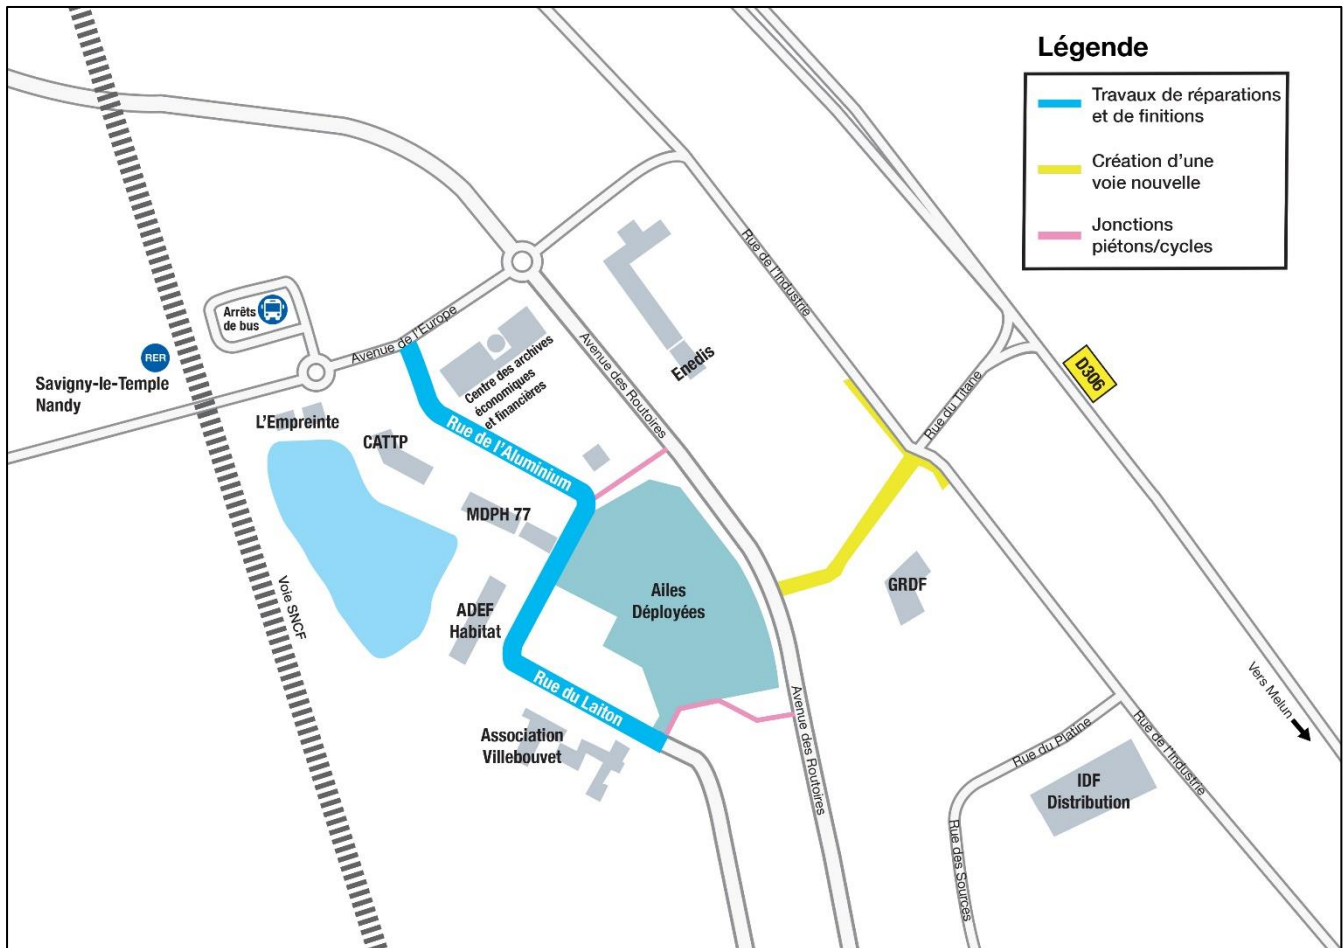 Légende
Travaux de réparations
et de finitions
Création d'une
voie nouvelle
Jonctions
piétons/cycles
Rue de l'Industrie
Arrêts
de bus
Avenue de l'Europe
RER
Savigny-le-Temple
Nandy
Centre des archives
économiques
et financières
Enedis
Avenue des Routoires
Rue du Titane
D306
L'Empreinte
CATTP
Rue de l'Aluminium
MDPH 77
Voie SNCF
ADEF
Habitat
Ailes
Déployées
GRDF
Rue du Laiton
Association
Villebouvet
Avenue des Routoires
Vers Melun
Rue du Platine
Rue de l'Industrie
IDF
Distribution
Rue des Sources